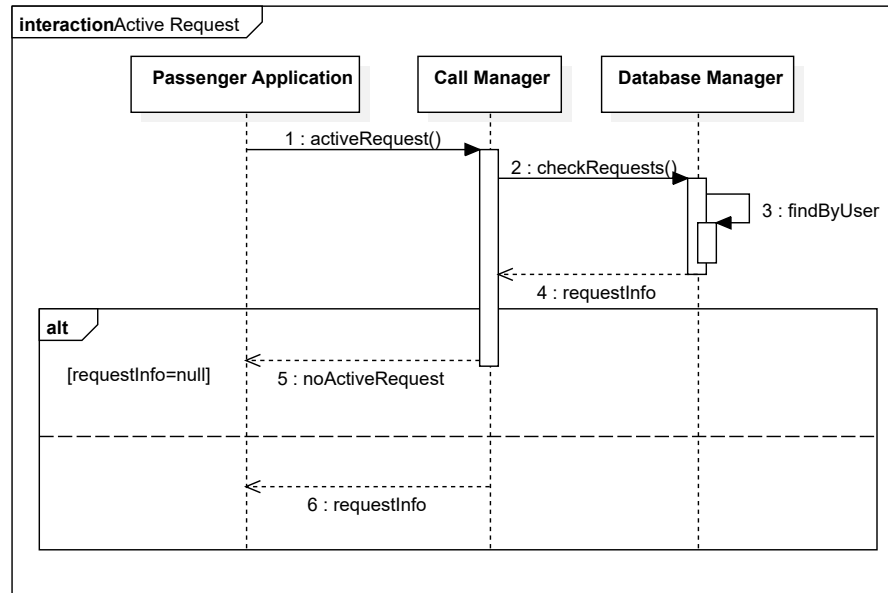 interactionActive Request
Passenger Application
Call Manager
Database Manager
1 : activeRequest()
2 : checkRequests()
3 : findByUser
4 : requestInfo
alt
[requestInfo=null]
5 : noActiveRequest
6 : requestInfo